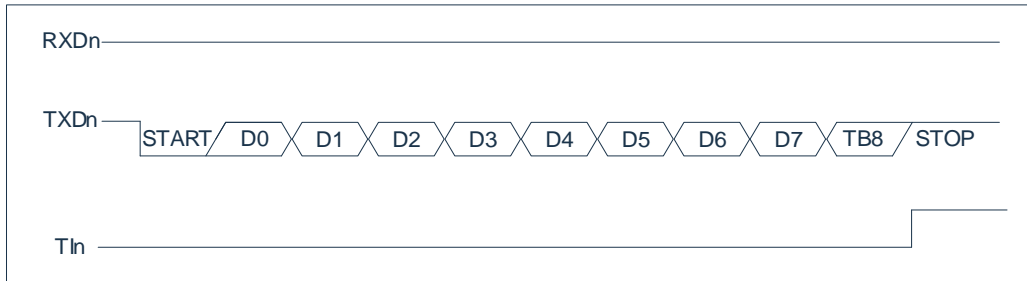 RXDn
TXDn
START D0 D1 D2 D3 D4 D5 D6 D7 TB8 STOP
TIn